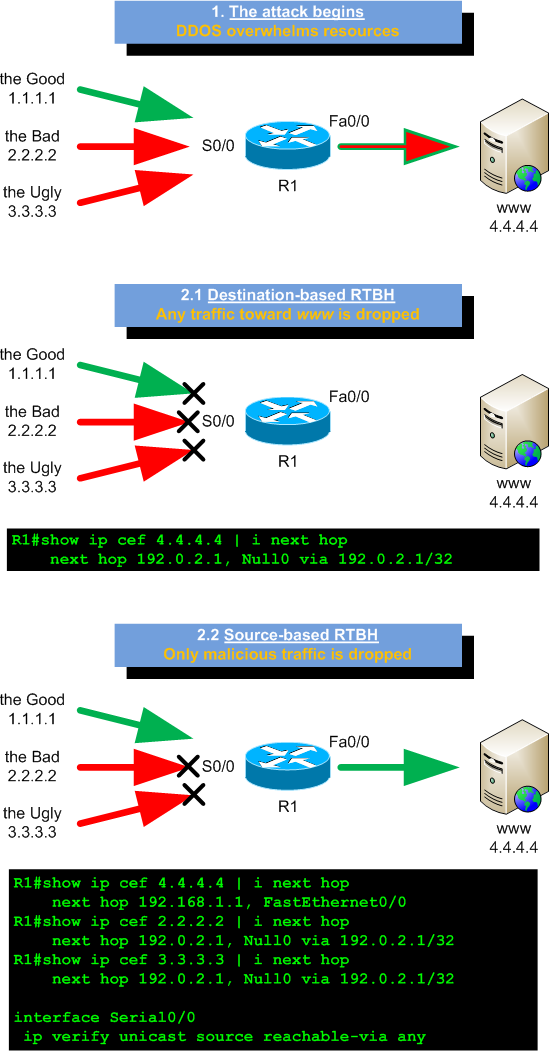 1. The attack begins
DDOS overwhelms resources
the Good
1.1.1.1
the Bad
2.2.2.2
the Ugly
3.3.3.3
S0/0
Fa0/0
R1
www
4.4.4.4
2.1 Destination-based RTBH
Any traffic toward www is dropped
the Good
1.1.1.1
the Bad
2.2.2.2
the Ugly
3.3.3.3
S0/0
Fa0/0
R1
www
4.4.4.4
R1#show ip cef 4.4.4.4 | i next hop
next hop 192.0.2.1, Null0 via 192.0.2.1/32
2.2 Source-based RTBH
Only malicious traffic is dropped
the Good
1.1.1.1
the Bad
2.2.2.2
the Ugly
3.3.3.3
S0/0
Fa0/0
R1
www
4.4.4.4
R1#show ip cef 4.4.4.4 | i next hop
next hop 192.168.1.1, FastEthernet0/0
R1#show ip cef 2.2.2.2 | i next hop
next hop 192.0.2.1, Null0 via 192.0.2.1/32
R1#show ip cef 3.3.3.3 | i next hop
next hop 192.0.2.1, Null0 via 192.0.2.1/32
interface Serial0/0
ip verify unicast source reachable-via any